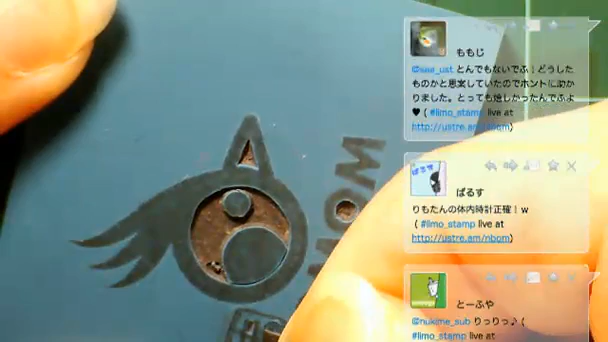 MOM
ももじ
@see_ust とんでもないでふ！どうした
ものかと思案していたのでホントに助か
りました。とっても嬉しかったんでふよ
♥ ( #limo_stamp live at
http://ustre.am/nbqm)
ぱるす
りもたんの体内時計正確！w
( #limo_stamp live at
http://ustre.am/nbqm)
とーふや
@nukime_sub りっりっ♪ (
#limo_stamp live at